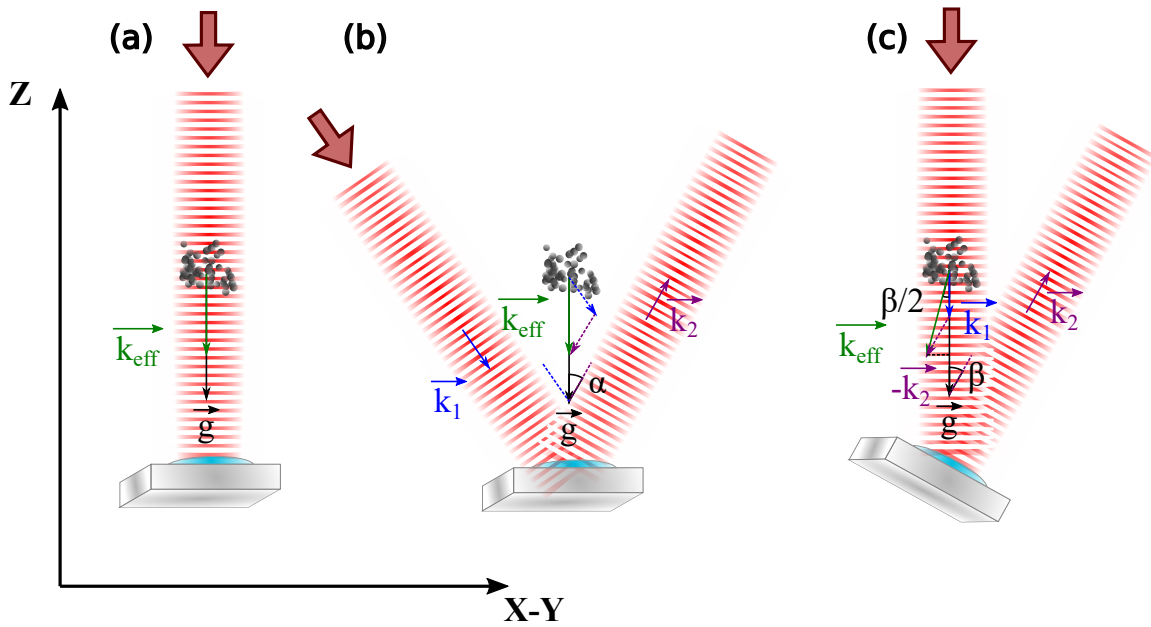 (a)
(b)
(c)
Z
k_eff
g
k_1
k_eff
k_2
α
g
β/2
k_1
k_2
k_eff
-k_2
β
g
X-Y